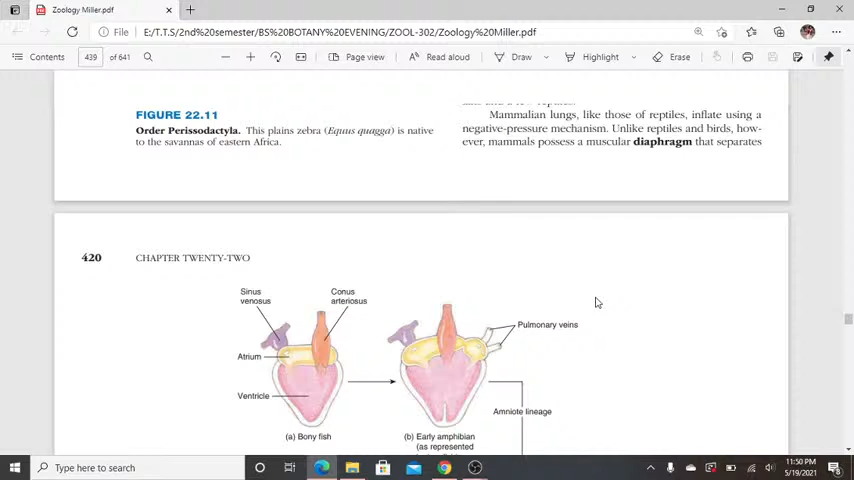 Zoology Miller.pdf
File
E:/T.T.S/2nd%20semester/BS%20BOTANY%20EVENING/ZOOL-302/Zoology%20Miller.pdf
Contents
439
of 641
Page view
Read aloud
Draw
Highlight
Erase
FIGURE 22.11
Order Perissodactyla. This plains zebra (Equus quagga) is native
to the savannas of eastern Africa.
Mammalian lungs, like those of reptiles, inflate using a
negative-pressure mechanism. Unlike reptiles and birds, how-
ever, mammals possess a muscular diaphragm that separates
420
CHAPTER TWENTY-TWO
Sinus
venosus
Conus
arteriosus
Pulmonary veins
Atrium
Ventricle
Amniote lineage
(a) Bony fish
(b) Early amphibian
(as represented
Type here to search
11:50 PM
5/19/2021